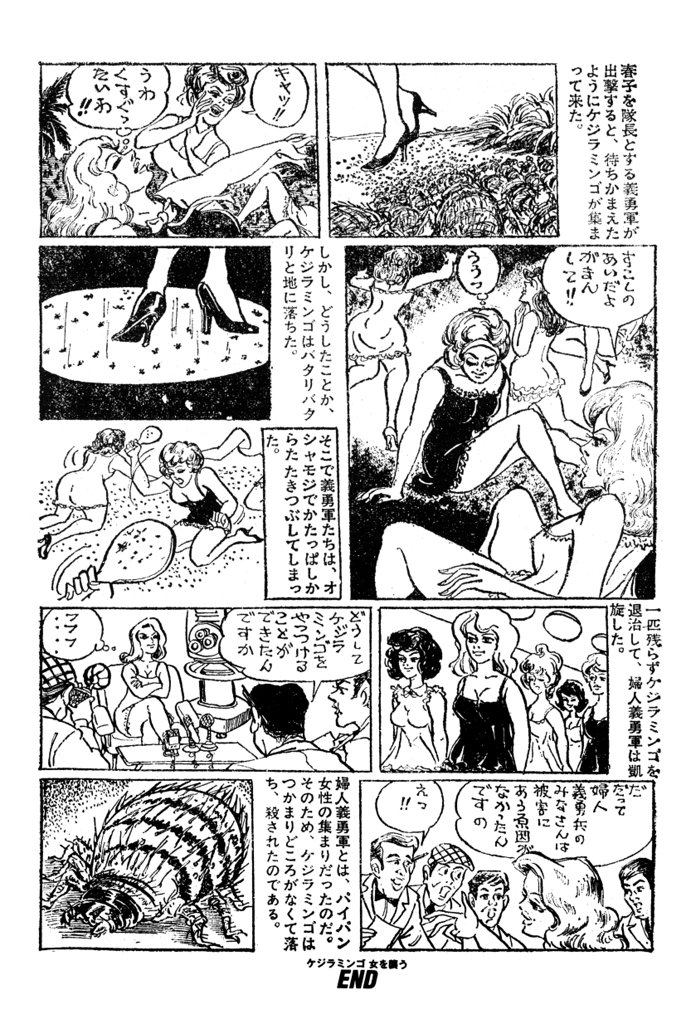 春子を隊長とする義勇軍が
出撃すると、待ちかまえた
ようにケジラミンゴが集ま
って来た。
キャッ!!
うわ
くすぐっ
たいわ
!!
すことの
あいだよ
がまん
して!!
ううっ
しかし、どうしたことか、
ケジラミンゴはバタリバタ
リと地に落ちた。
そこで義勇軍たちは、オ
シャモジでかたっぱしか
らたたきつぶしてしまっ
た。
一匹残らずケジラミンゴを
退治して、婦人義勇軍は凱
旋した。
どうして
ケジラ
ミンゴを
やっつける
ことが
できたん
ですか
フフフ
・・・
だ
だって
婦人
義勇兵の
みなさんは
被害に
ある原因が
なかったん
ですの
えっ
!!
婦人義勇軍とは、パイパン
女性の集まりだったのだ。
そのため、ケジラミンゴは
つかまりどころがなくて落
ち、殺されたのである。
ケジラミンゴ 女を襲う
END